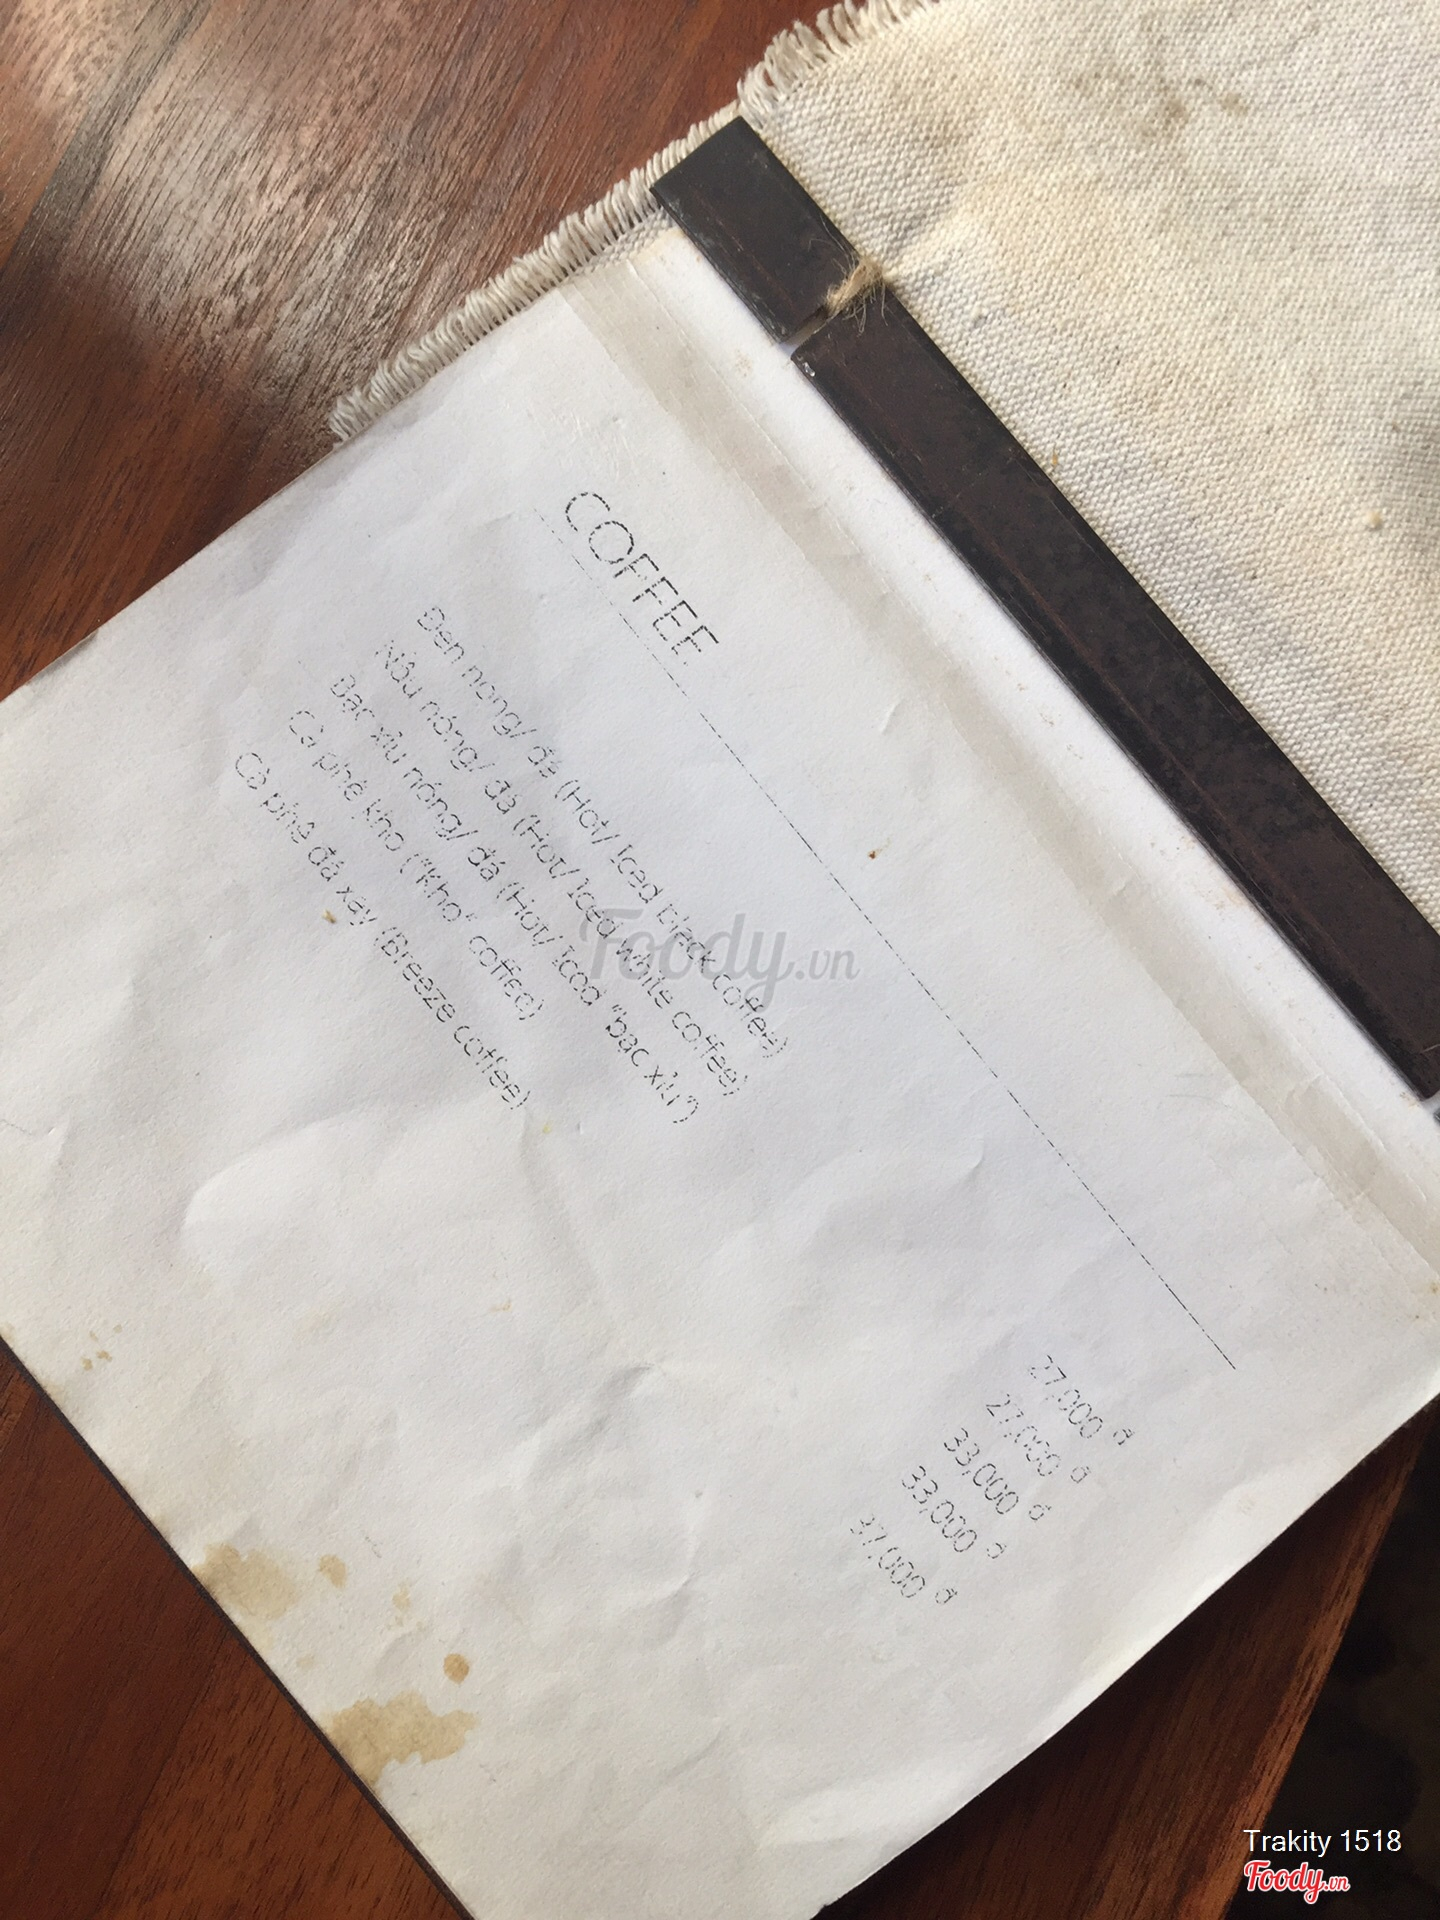 COFFEE
Đen nóng/ đá (Hot/ Iced black coffee) 27,000 đ
Nâu nóng/ đá (Hot/ Iced white coffee) 27,000 đ
Bạc xỉu nóng/ đá (Hot/ Iced "bạc xỉu") 33,000 đ
Cà phê kho ("Kho" coffee) 33,000 đ
Cà phê đá xay (Breeze coffee) 37,000 đ
Foody.vn
Trakity 1518
Foody.vn